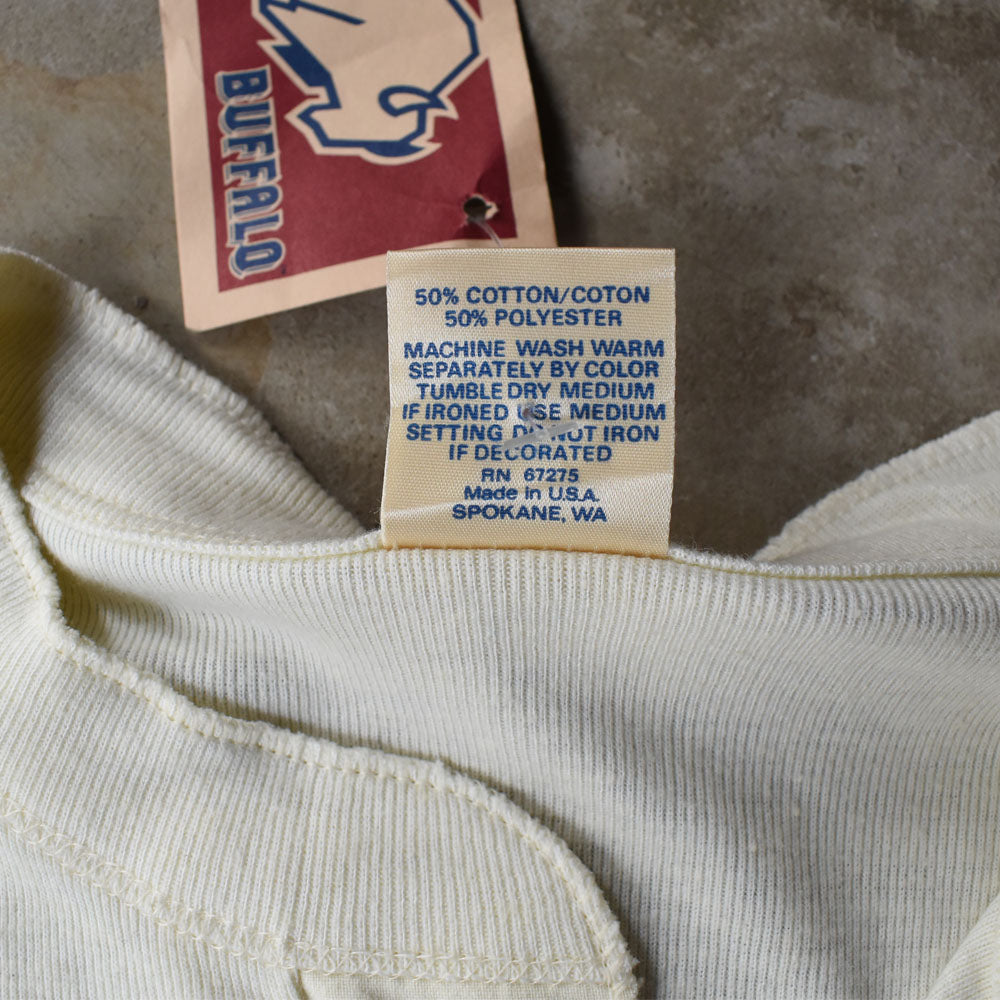 BUFFALO
50% COTTON/COTON
50% POLYESTER
MACHINE WASH WARM
SEPARATELY BY COLOR
TUMBLE DRY MEDIUM
IF IRONED USE MEDIUM
SETTING DO NOT IRON
IF DECORATED
RN 67275
Made in U.S.A.
SPOKANE, WA